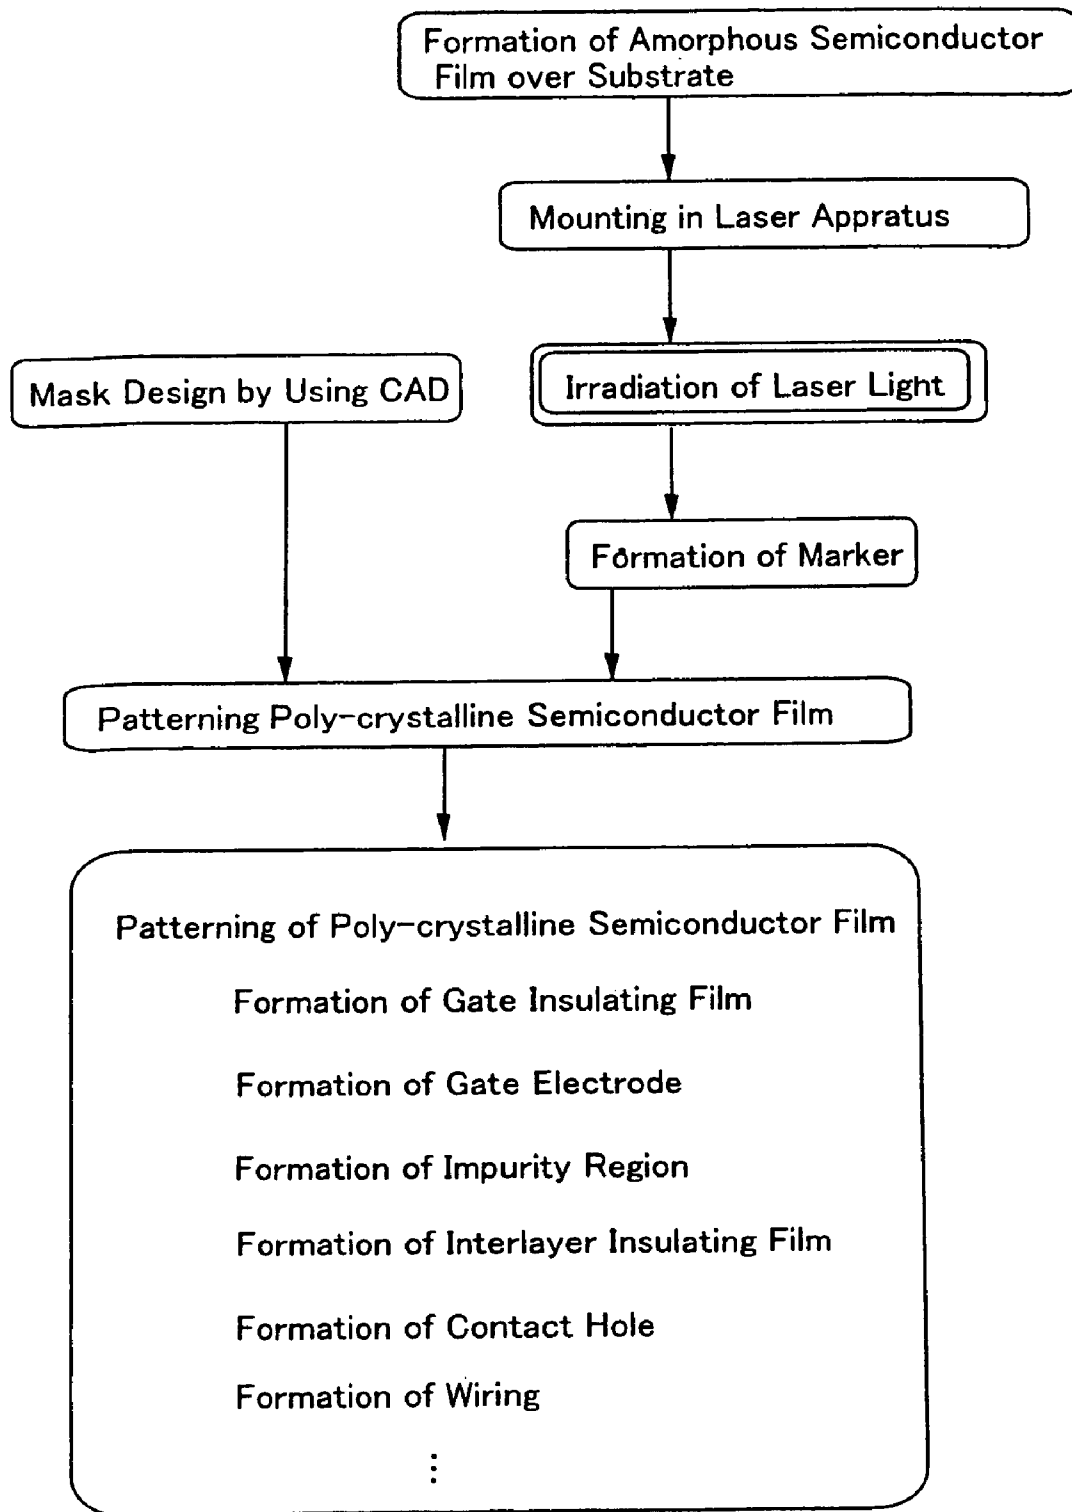 Formation of Amorphous Semiconductor
Film over Substrate
Mounting in Laser Appratus
Mask Design by Using CAD
Irradiation of Laser Light
Formation of Marker
Patterning Poly-crystalline Semiconductor Film
Patterning of Poly-crystalline Semiconductor Film
Formation of Gate Insulating Film
Formation of Gate Electrode
Formation of Impurity Region
Formation of Interlayer Insulating Film
Formation of Contact Hole
Formation of Wiring
⋮